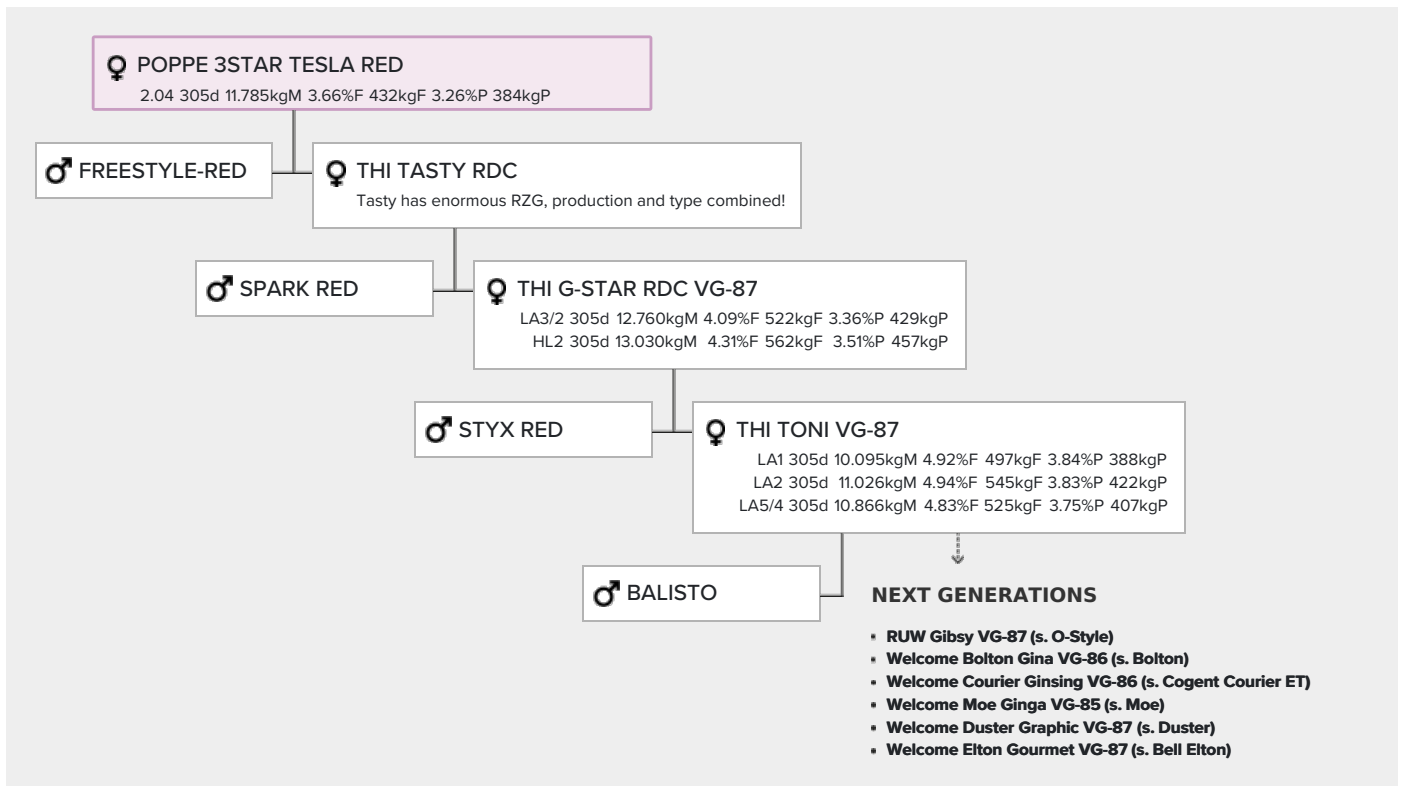 POPPE 3STAR TESLA RED
2.04 305d 11.785kgM 3.66%F 432kgF 3.26%P 384kgP
FREESTYLE-RED
THI TASTY RDC
Tasty has enormous RZG, production and type combined!
SPARK RED
THI G-STAR RDC VG-87
LA3/2 305d 12.760kgM 4.09%F 522kgF 3.36%P 429kgP
HL2 305d 13.030kgM 4.31%F 562kgF 3.51%P 457kgP
STYX RED
THI TONI VG-87
LA1 305d 10.095kgM 4.92%F 497kgF 3.84%P 388kgP
LA2 305d 11.026kgM 4.94%F 545kgF 3.83%P 422kgP
LA5/4 305d 10.866kgM 4.83%F 525kgF 3.75%P 407kgP
BALISTO
NEXT GENERATIONS
▪ RUW Gibsy VG-87 (s. O-Style)
▪ Welcome Bolton Gina VG-86 (s. Bolton)
▪ Welcome Courier Ginsing VG-86 (s. Cogent Courier ET)
▪ Welcome Moe Ginga VG-85 (s. Moe)
▪ Welcome Duster Graphic VG-87 (s. Duster)
▪ Welcome Elton Gourmet VG-87 (s. Bell Elton)